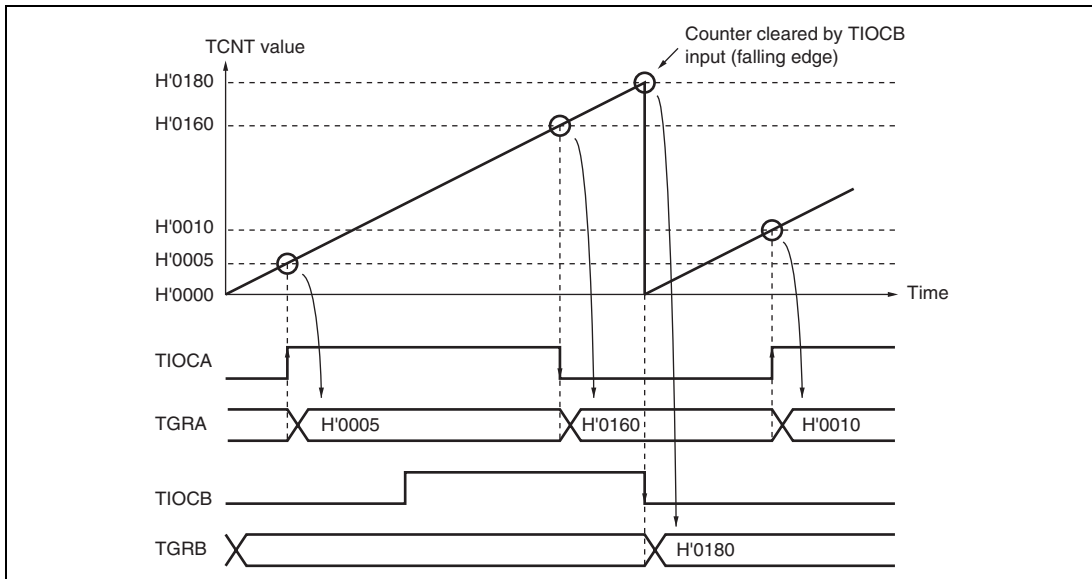 Counter cleared by TIOCB
input (falling edge)
TCNT value
H'0180
H'0160
H'0010
H'0005
H'0000
Time
TIOCA
TGRA
H'0005
H'0160
H'0010
TIOCB
TGRB
H'0180